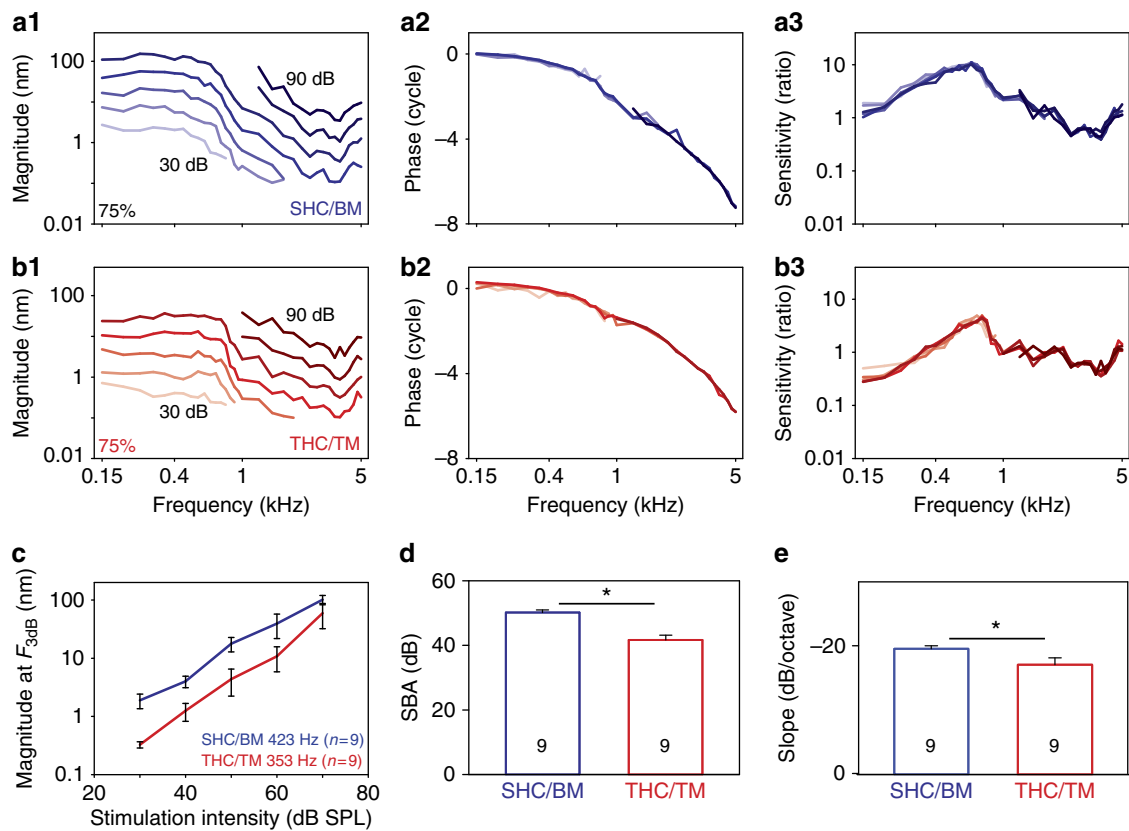 a1
Magnitude (nm)
100
1
0.01
90 dB
30 dB
75%
SHC/BM
a2
Phase (cycle)
0
−4
−8
a3
Sensitivity (ratio)
10
1
0.1
0.01
b1
Magnitude (nm)
100
1
0.01
90 dB
30 dB
75%
THC/TM
0.15
0.4
1
5
Frequency (kHz)
b2
Phase (cycle)
0
−4
−8
0.15
0.4
1
5
Frequency (kHz)
b3
Sensitivity (ratio)
10
1
0.1
0.01
0.15
0.4
1
5
Frequency (kHz)
c
Magnitude at F3dB (nm)
100
10
1
0.1
SHC/BM 423 Hz (n=9)
THC/TM 353 Hz (n=9)
20
40
60
80
Stimulation intensity (dB SPL)
d
SBA (dB)
60
40
20
0
*
9
9
SHC/BM
THC/TM
e
Slope (dB/octave)
−20
0
*
9
9
SHC/BM
THC/TM